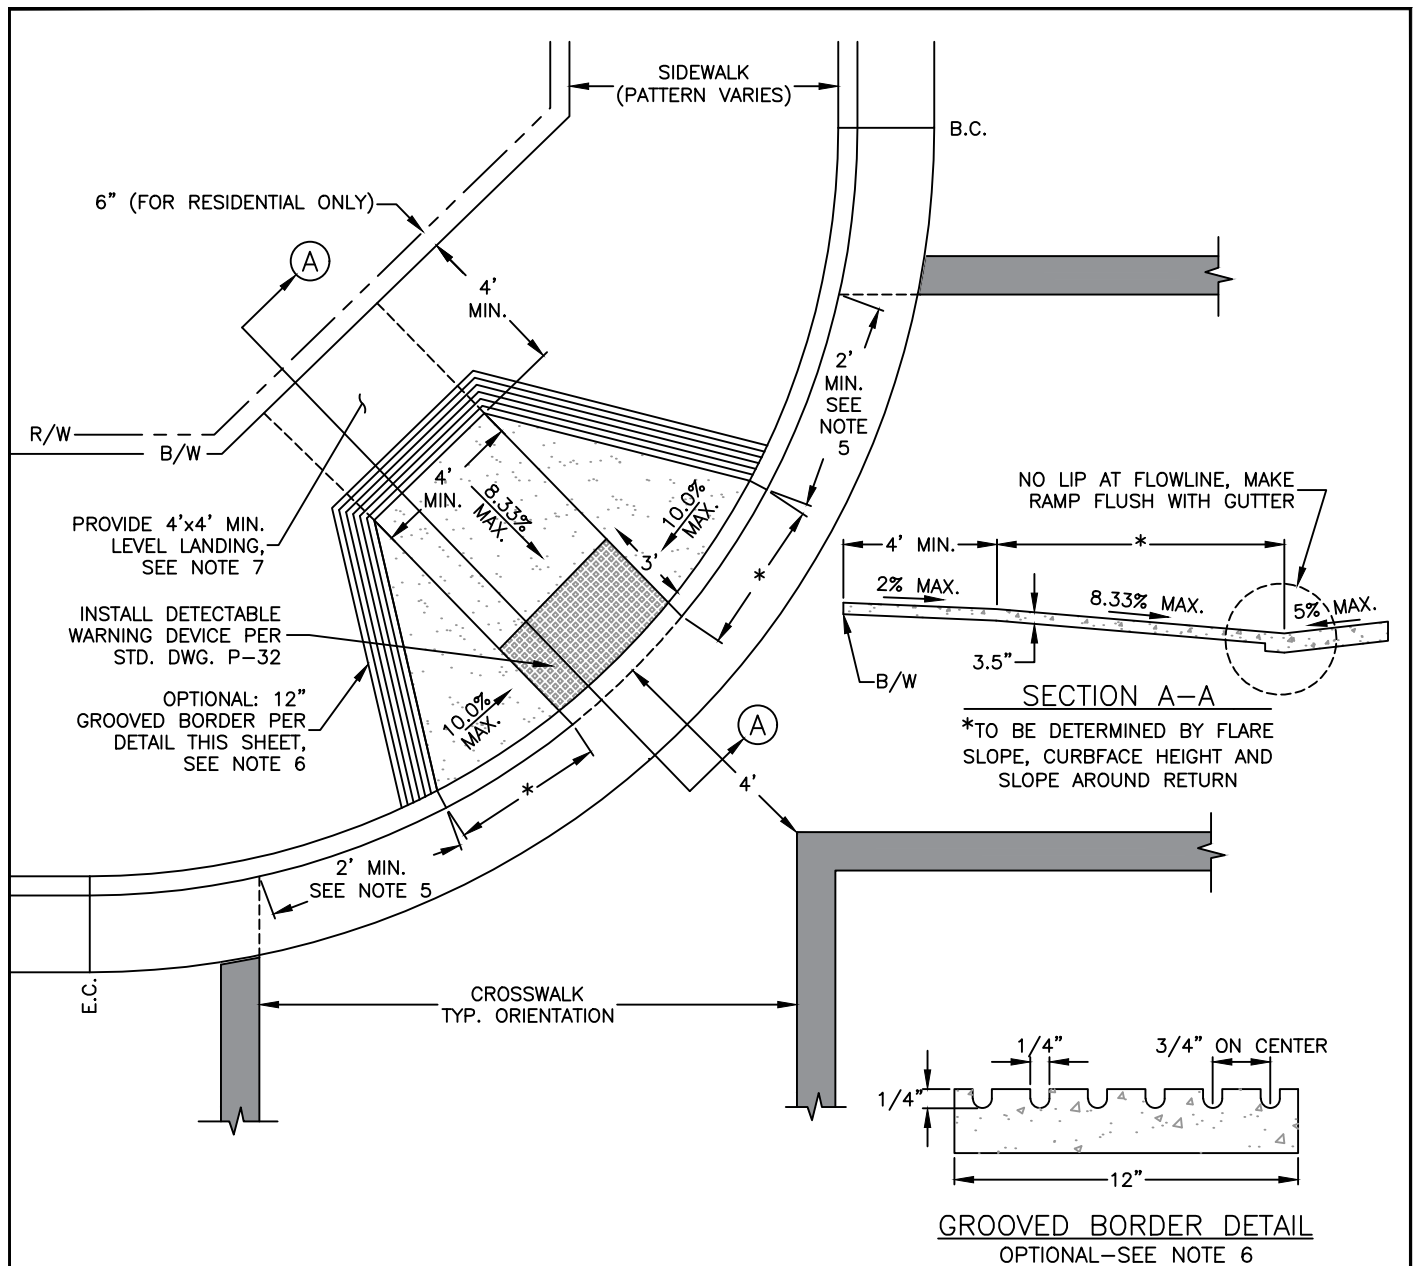 SIDEWALK
(PATTERN VARIES)
B.C.
6" (FOR RESIDENTIAL ONLY)
A
4'
MIN.
R/W
B/W
2'
MIN.
SEE
NOTE
5
4'
MIN.
8.33%
MAX.
10.0%
MAX.
3'
*
PROVIDE 4'x4' MIN.
LEVEL LANDING,
SEE NOTE 7
INSTALL DETECTABLE
WARNING DEVICE PER
STD. DWG. P-32
OPTIONAL: 12"
GROOVED BORDER PER
DETAIL THIS SHEET,
SEE NOTE 6
10.0%
MAX.
*
A
4'
2' MIN.
SEE NOTE 5
E.C.
CROSSWALK
TYP. ORIENTATION
NO LIP AT FLOWLINE, MAKE
RAMP FLUSH WITH GUTTER
4' MIN.
*
2% MAX.
8.33% MAX.
5% MAX.
3.5"
B/W
SECTION A-A
*TO BE DETERMINED BY FLARE
SLOPE, CURBFACE HEIGHT AND
SLOPE AROUND RETURN
1/4"
3/4" ON CENTER
1/4"
12"
GROOVED BORDER DETAIL
OPTIONAL-SEE NOTE 6